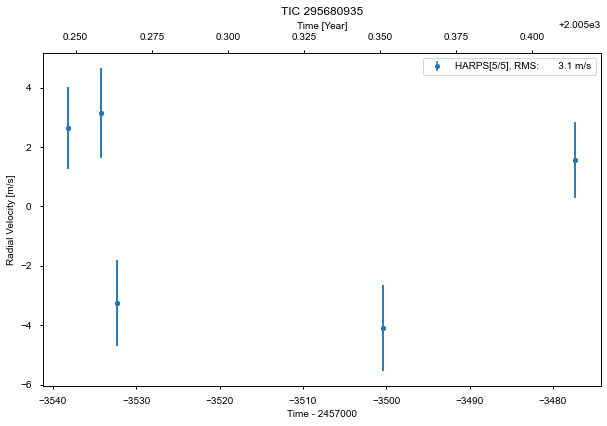 TIC 295680935
Time [Year]
+2.005e3
0.250 0.275 0.300 0.325 0.350 0.375 0.400
HARPS[5/5], RMS: 3.1 m/s
Radial Velocity [m/s]
4
2
0
−2
−4
−6
−3540 −3530 −3520 −3510 −3500 −3490 −3480
Time - 2457000